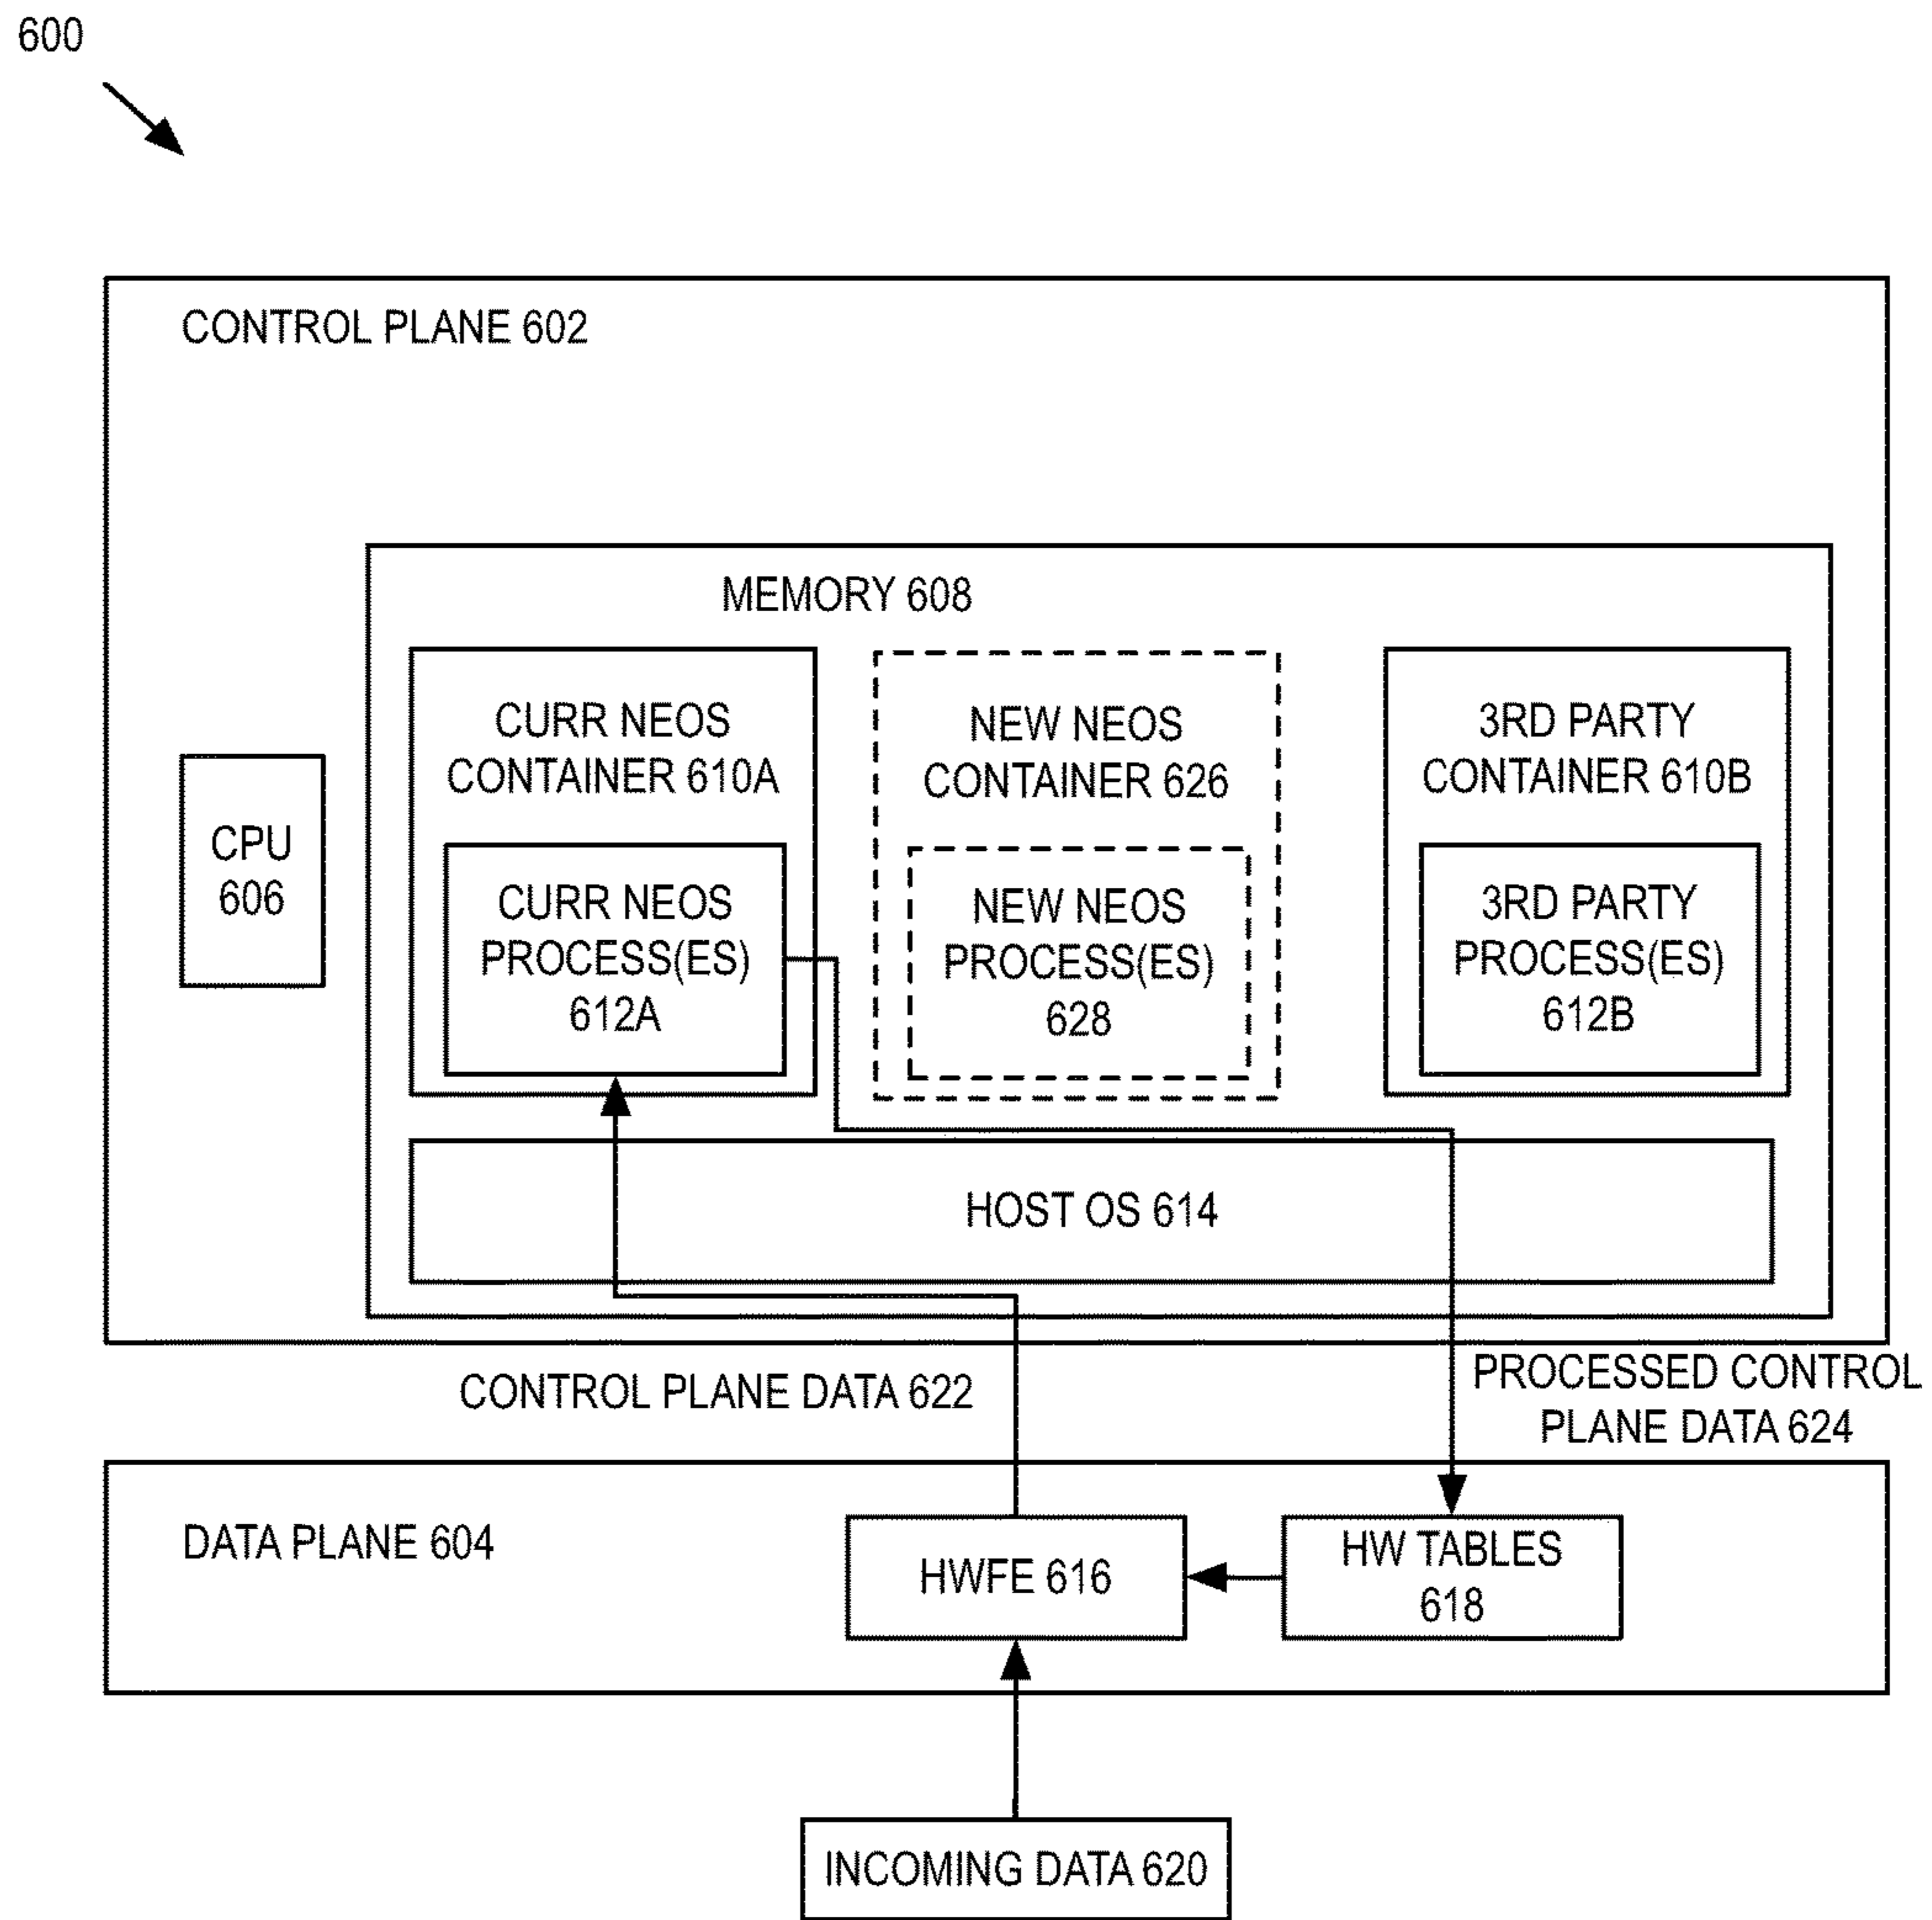 600
CONTROL PLANE 602
MEMORY 608
CURR NEOS
CONTAINER 610A
NEW NEOS
CONTAINER 626
3RD PARTY
CONTAINER 610B
CPU
606
CURR NEOS
PROCESS(ES)
612A
NEW NEOS
PROCESS(ES)
628
3RD PARTY
PROCESS(ES)
612B
HOST OS 614
CONTROL PLANE DATA 622
PROCESSED CONTROL
PLANE DATA 624
DATA PLANE 604
HWFE 616
HW TABLES
618
INCOMING DATA 620